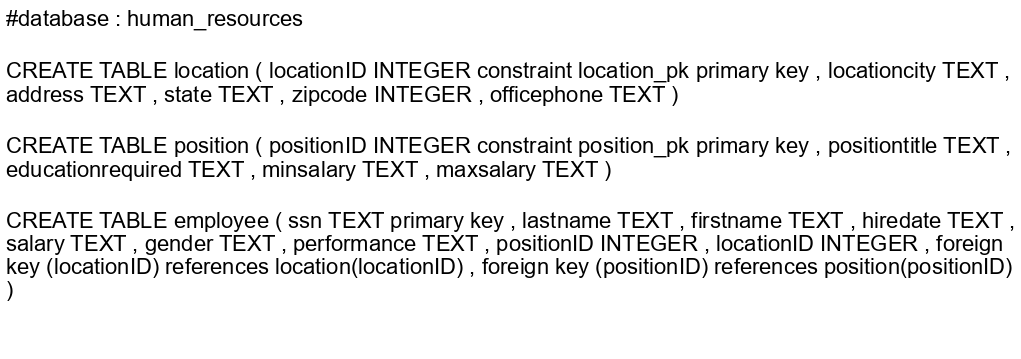 #database : human_resources
CREATE TABLE location ( locationID INTEGER constraint location_pk primary key , locationcity TEXT ,
address TEXT , state TEXT , zipcode INTEGER , officephone TEXT )
CREATE TABLE position ( positionID INTEGER constraint position_pk primary key , positiontitle TEXT ,
educationrequired TEXT , minsalary TEXT , maxsalary TEXT )
CREATE TABLE employee ( ssn TEXT primary key , lastname TEXT , firstname TEXT , hiredate TEXT ,
salary TEXT , gender TEXT , performance TEXT , positionID INTEGER , locationID INTEGER , foreign
key (locationID) references location(locationID) , foreign key (positionID) references position(positionID)
)